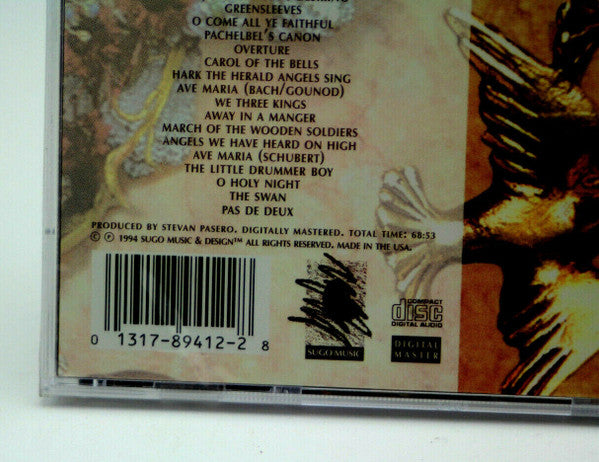 GREENSLEEVES
O COME ALL YE FAITHFUL
PACHELBEL'S CAÑON
OVERTURE
CAROL OF THE BELLS
HARK THE HERALD ANGELS SING
AVE MARIA (BACH/GOUNOD)
WE THREE KINGS
AWAY IN A MANGER
MARCH OF THE WOODEN SOLDIERS
ANGELS WE HAVE HEARD ON HIGH
AVE MARIA (SCHUBERT)
THE LITTLE DRUMMER BOY
O HOLY NIGHT
THE SWAN
PAS DE DEUX
PRODUCED BY STEVAN PASERO. DIGITALLY MASTERED. TOTAL TIME: 68:53
© ℗ 1994 SUGO MUSIC & DESIGN™ ALL RIGHTS RESERVED. MADE IN THE USA.
0 1317-89412-2 8
SUGO MUSIC
COMPACT
disc
DIGITAL AUDIO
DIGITAL
MASTER